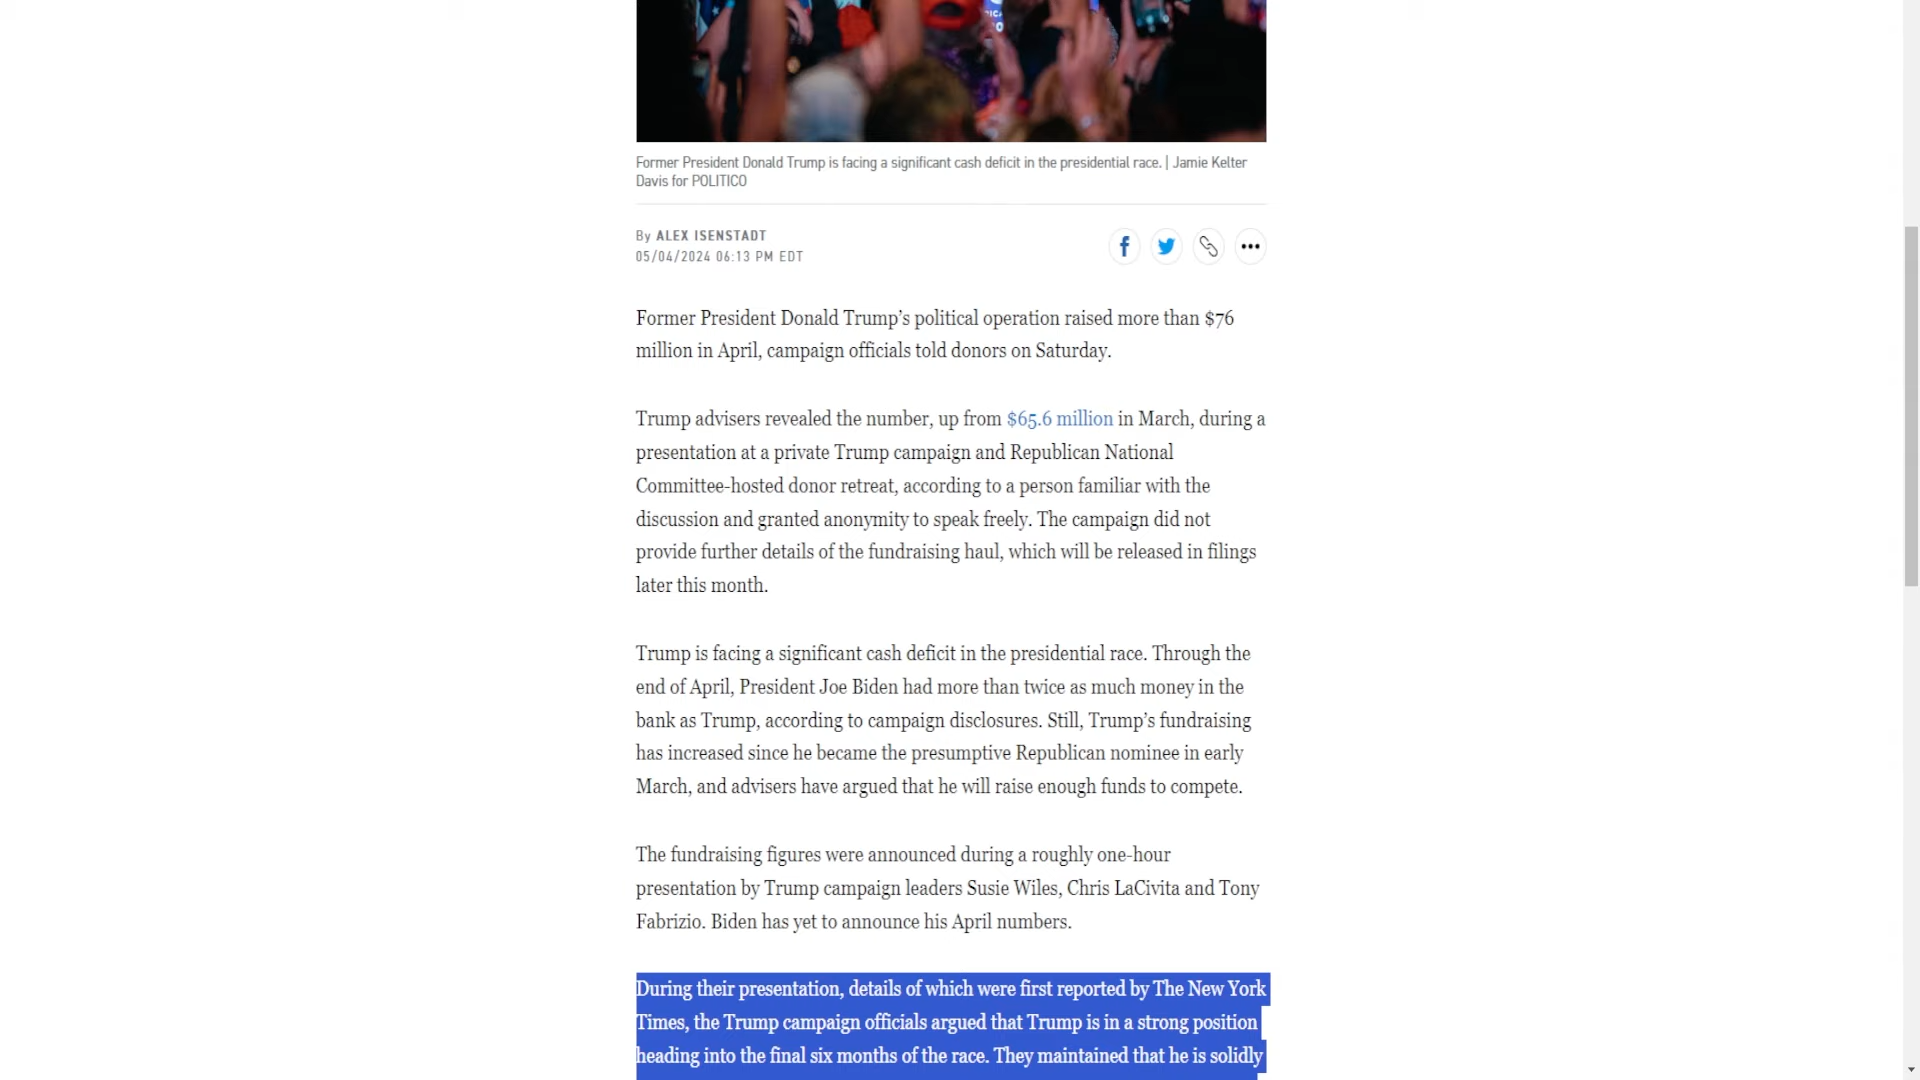 Former President Donald Trump is facing a significant cash deficit in the presidential race. | Jamie Kelter
Davis for POLITICO
By ALEX ISENSTADT
05/04/2024 06:13 PM EDT
Former President Donald Trump’s political operation raised more than $76
million in April, campaign officials told donors on Saturday.
Trump advisers revealed the number, up from $65.6 million in March, during a
presentation at a private Trump campaign and Republican National
Committee-hosted donor retreat, according to a person familiar with the
discussion and granted anonymity to speak freely. The campaign did not
provide further details of the fundraising haul, which will be released in filings
later this month.
Trump is facing a significant cash deficit in the presidential race. Through the
end of April, President Joe Biden had more than twice as much money in the
bank as Trump, according to campaign disclosures. Still, Trump’s fundraising
has increased since he became the presumptive Republican nominee in early
March, and advisers have argued that he will raise enough funds to compete.
The fundraising figures were announced during a roughly one-hour
presentation by Trump campaign leaders Susie Wiles, Chris LaCivita and Tony
Fabrizio. Biden has yet to announce his April numbers.
During their presentation, details of which were first reported by The New York
Times, the Trump campaign officials argued that Trump is in a strong position
heading into the final six months of the race. They maintained that he is solidly